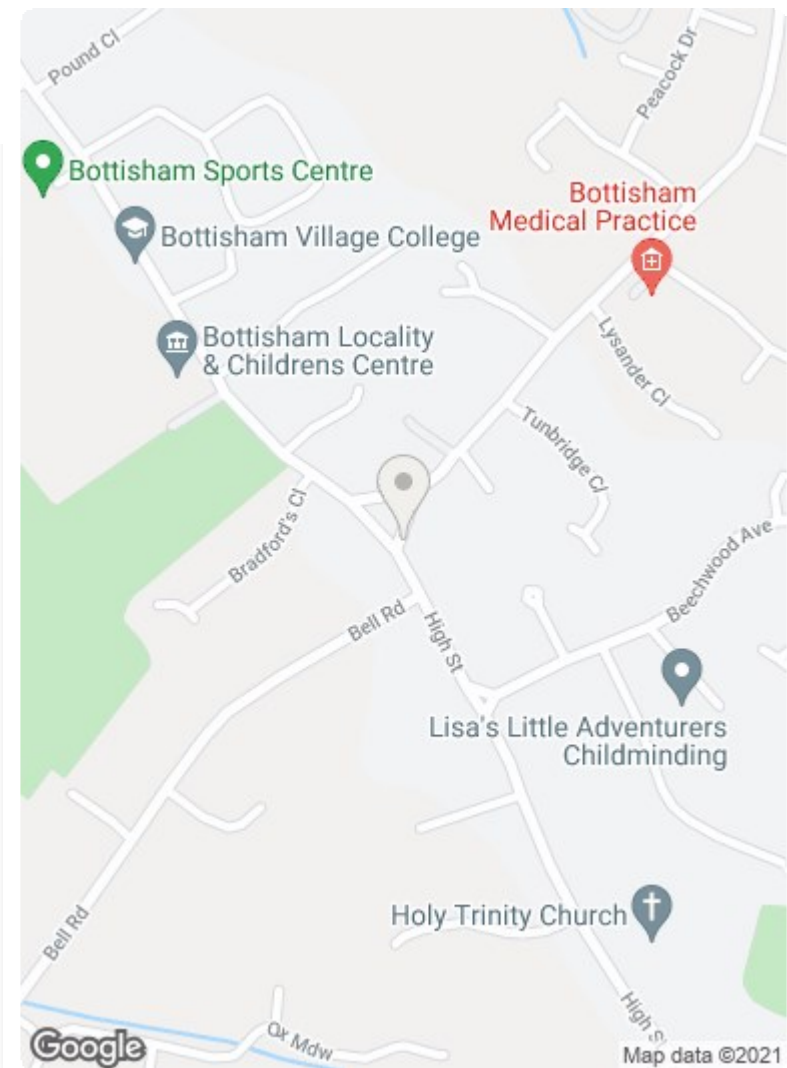 Pound Cl
Peacock Dr
Bottisham Sports Centre
Bottisham
Medical Practice
Bottisham Village College
Bottisham Locality
& Childrens Centre
Lysander Cl
Tunbridge Cl
Bradford's Cl
Beechwood Ave
Bell Rd
High St
Lisa's Little Adventurers
Childminding
Holy Trinity Church
Bell Rd
High St
Ox Mdw
Google
Map data ©2021